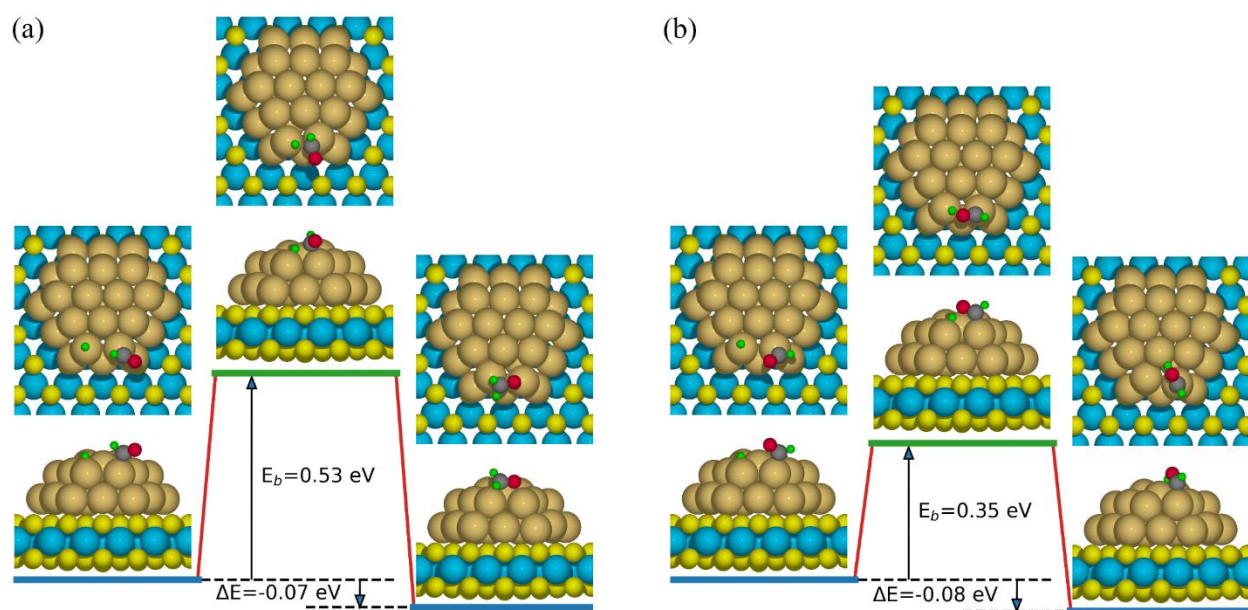 (a)
E_b=0.53 eV
ΔE=-0.07 eV
(b)
E_b=0.35 eV
ΔE=-0.08 eV